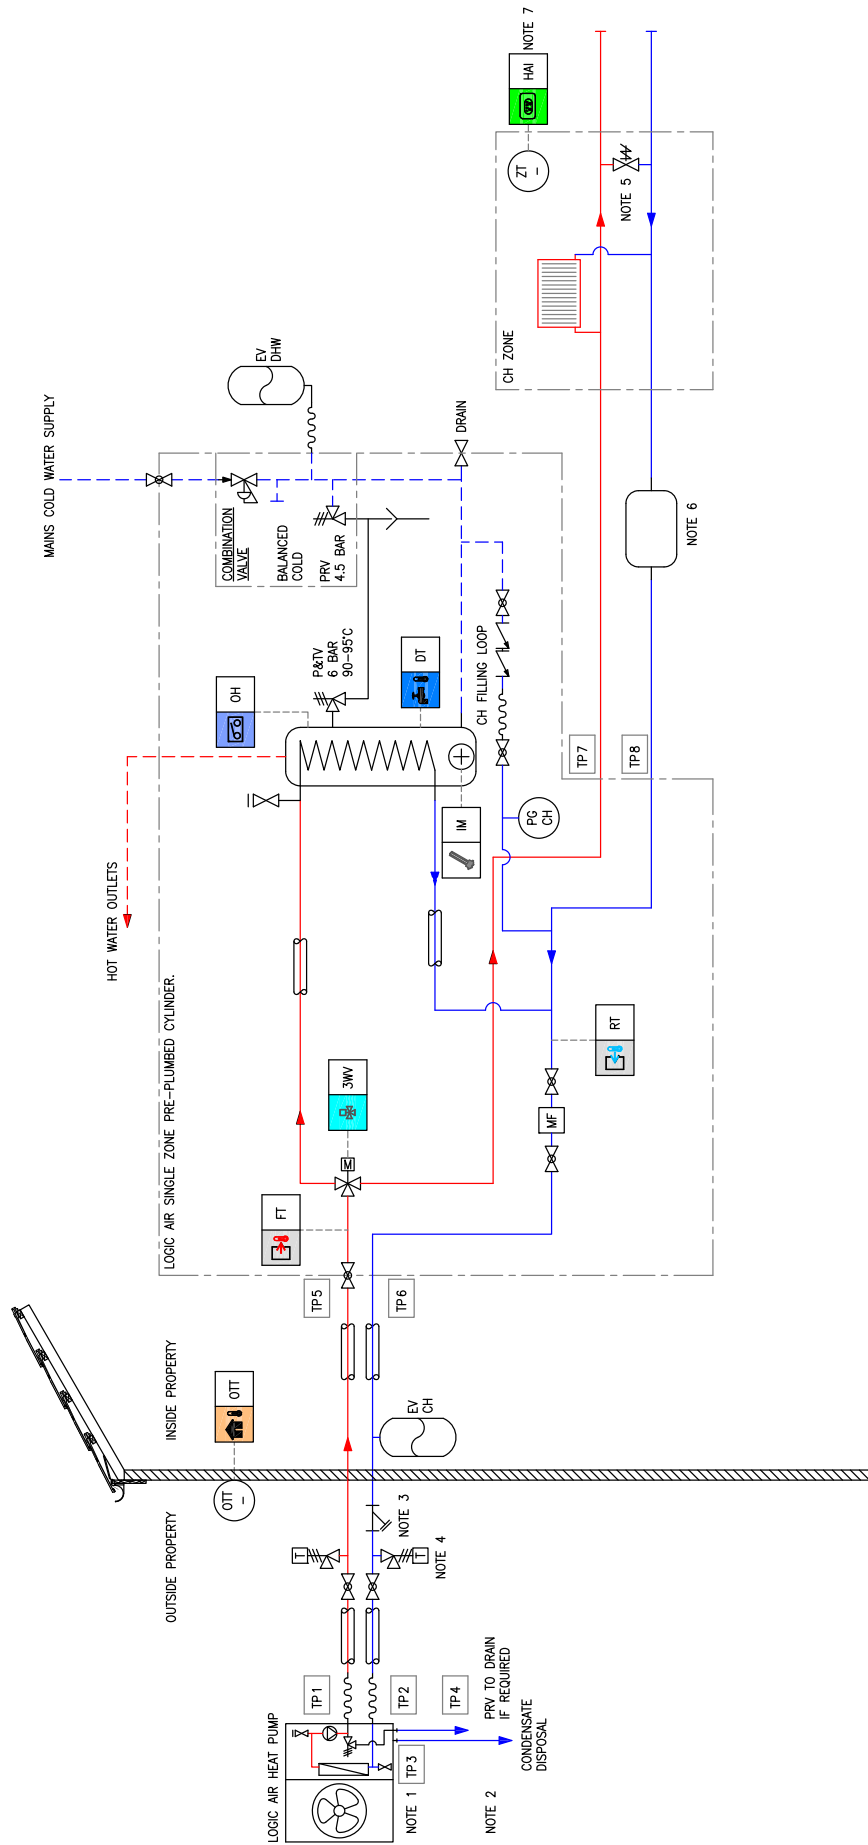 LOGIC AIR HEAT PUMP
NOTE 1
NOTE 2
TP1
TP2
TP3
TP4
PRV TO DRAIN
IF REQUIRED
CONDENSATE
DISPOSAL
OUTSIDE PROPERTY
INSIDE PROPERTY
T
T
NOTE 4
NOTE 3
OTT
–
OTT
EV
CH
TP5
TP6
LOGIC AIR SINGLE ZONE PRE-PLUMBED CYLINDER.
FT
M
3WV
MF
RT
HOT WATER OUTLETS
OH
IM
DT
PG
CH
CH FILLING LOOP
P&TV
6 BAR
90-95°C
COMBINATION
VALVE
BALANCED
COLD
PRV
4.5 BAR
MAINS COLD WATER SUPPLY
EV
DHW
DRAIN
TP7
TP8
NOTE 6
CH ZONE
NOTE 5
ZT
–
HAI
NOTE 7